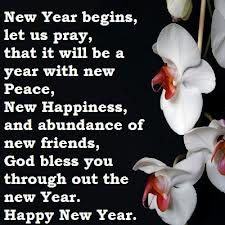 New Year begins,
let us pray,
that it will be a
year with new
Peace,
New Happiness,
and abundance of
new friends,
God bless you
through out the
new Year.
Happy New Year.